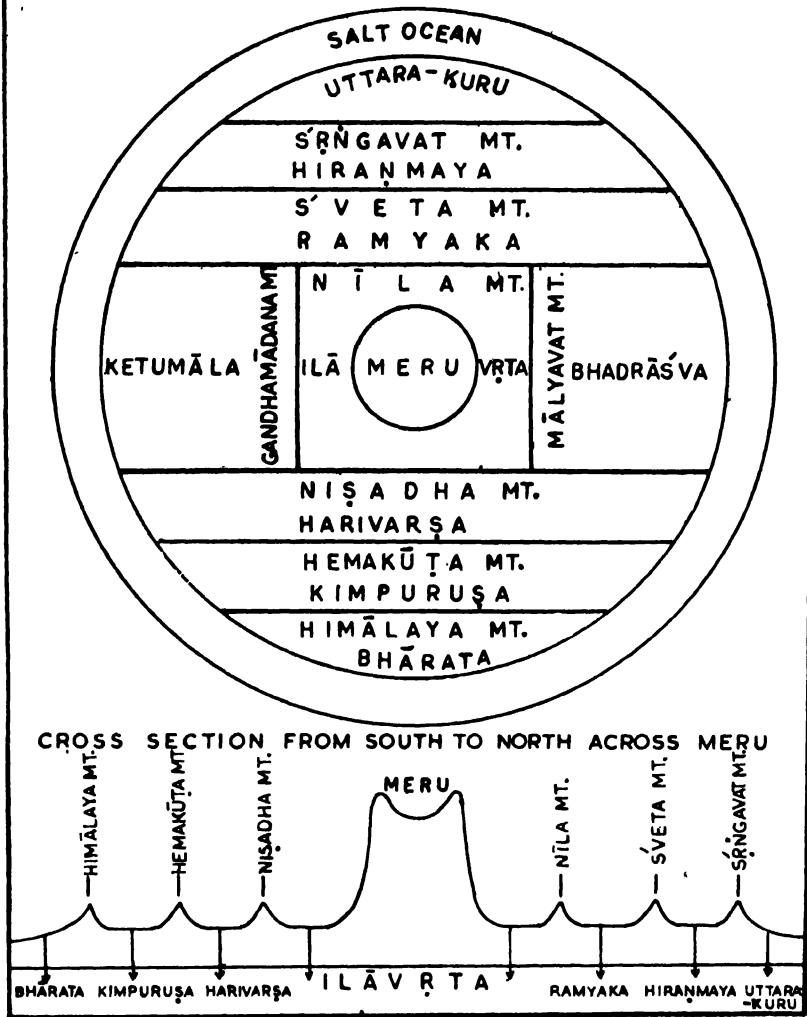 SALT OCEAN
UTTARA-KURU
ŚṚṄGAVAT MT.
HIRAṆMAYA
ŚVETA MT.
RAMYAKA
NĪLA MT.
GANDHAMĀDANA MT
MĀLYAVAT MT.
KETUMĀLA
ILĀ
MERU
VṚTA
BHADRĀŚVA
NIṢADHA MT.
HARIVARṢA
HEMAKŪṬA MT.
KIMPURUṢA
HIMĀLAYA MT.
BHĀRATA
CROSS SECTION FROM SOUTH TO NORTH ACROSS MERU
HIMĀLAYA MT.
HEMAKŪṬA MT
NIṢADHA MT.
MERU
NĪLA MT.
ŚVETA MT.
ŚṚṄGAVAT MT.
BHĀRATA
KIMPURUṢA
HARIVARṢA
ILĀVṚTA
RAMYAKA
HIRAṆMAYA
UTTARA
-KURU